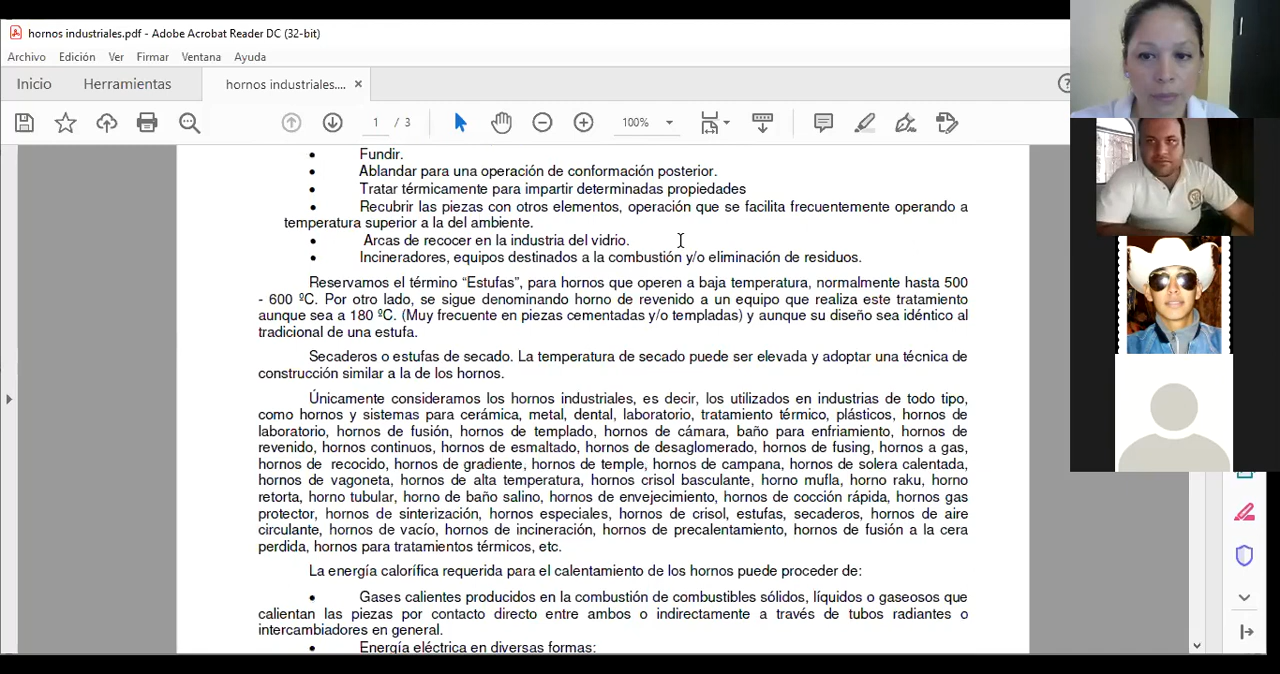 hornos industriales.pdf - Adobe Acrobat Reader DC (32-bit)
Archivo Edición Ver Firmar Ventana Ayuda
Inicio Herramientas hornos industriales.... ×
1 / 3 100%
• Fundir.
• Ablandar para una operación de conformación posterior.
• Tratar térmicamente para impartir determinadas propiedades
• Recubrir las piezas con otros elementos, operación que se facilita frecuentemente operando a
temperatura superior a la del ambiente.
• Arcas de recocer en la industria del vidrio.
• Incineradores, equipos destinados a la combustión y/o eliminación de residuos.
Reservamos el término “Estufas”, para hornos que operen a baja temperatura, normalmente hasta 500
- 600 ºC. Por otro lado, se sigue denominando horno de revenido a un equipo que realiza este tratamiento
aunque sea a 180 ºC. (Muy frecuente en piezas cementadas y/o templadas) y aunque su diseño sea idéntico al
tradicional de una estufa.
Secaderos o estufas de secado. La temperatura de secado puede ser elevada y adoptar una técnica de
construcción similar a la de los hornos.
Únicamente consideramos los hornos industriales, es decir, los utilizados en industrias de todo tipo,
como hornos y sistemas para cerámica, metal, dental, laboratorio, tratamiento térmico, plásticos, hornos de
laboratorio, hornos de fusión, hornos de templado, hornos de cámara, baño para enfriamiento, hornos de
revenido, hornos continuos, hornos de esmaltado, hornos de desaglomerado, hornos de fusing, hornos a gas,
hornos de recocido, hornos de gradiente, hornos de temple, hornos de campana, hornos de solera calentada,
hornos de vagoneta, hornos de alta temperatura, hornos crisol basculante, horno mufla, horno raku, horno
retorta, horno tubular, horno de baño salino, hornos de envejecimiento, hornos de cocción rápida, hornos gas
protector, hornos de sinterización, hornos especiales, hornos de crisol, estufas, secaderos, hornos de aire
circulante, hornos de vacío, hornos de incineración, hornos de precalentamiento, hornos de fusión a la cera
perdida, hornos para tratamientos térmicos, etc.
La energía calorífica requerida para el calentamiento de los hornos puede proceder de:
• Gases calientes producidos en la combustión de combustibles sólidos, líquidos o gaseosos que
calientan las piezas por contacto directo entre ambos o indirectamente a través de tubos radiantes o
intercambiadores en general.
• Energía eléctrica en diversas formas: